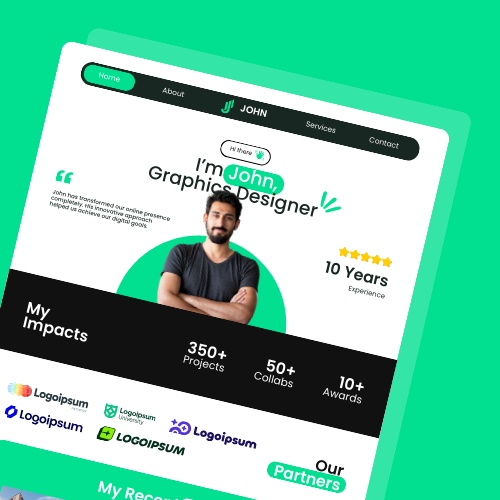 Home
About
JOHN
Services
Contact
Hi there
I'm John,
Graphics Designer
“
John has transformed our online presence
completely. His innovative approach
helped us achieve our digital goals.
10 Years
Experience
My
Impacts
350+
Projects
50+
Collabs
10+
Awards
Logoipsum
Logoipsum
University
Logoipsum
Logoipsum
LOGOIPSUM
Our
Partners
My Recent